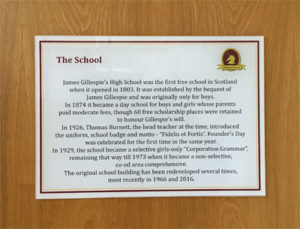 The School
James Gillespie's High School was the first free school in Scotland
when it opened in 1803. It was established by the bequest of
James Gillespie and was originally only for boys.
In 1874 it became a day school for boys and girls whose parents
paid moderate fees, though 60 free scholarship places were retained
to honour Gillespie's will.
In 1926, Thomas Burnett, the head teacher at the time, introduced
the uniform, school badge and motto - "Fidelis et Fortis". Founder's Day
was celebrated for the first time in the same year.
In 1929, the school became a selective girls-only "Corporation Grammar",
remaining that way till 1973 when it became a non-selective,
co-ed area comprehensive.
The original school building has been redeveloped several times,
most recently in 1966 and 2016.